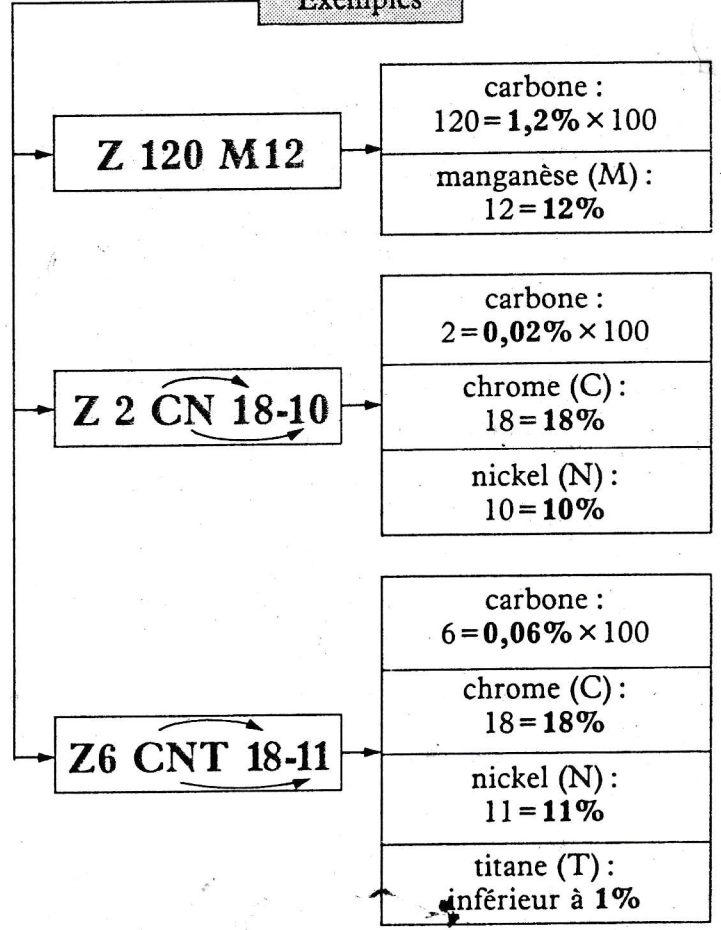 Exemples
Z 120 M12
carbone :
120=1,2%×100
manganèse (M) :
12=12%
Z 2 CN 18-10
carbone :
2=0,02%×100
chrome (C) :
18=18%
nickel (N) :
10=10%
Z6 CNT 18-11
carbone :
6=0,06%×100
chrome (C) :
18=18%
nickel (N) :
11=11%
titane (T) :
inférieur à 1%